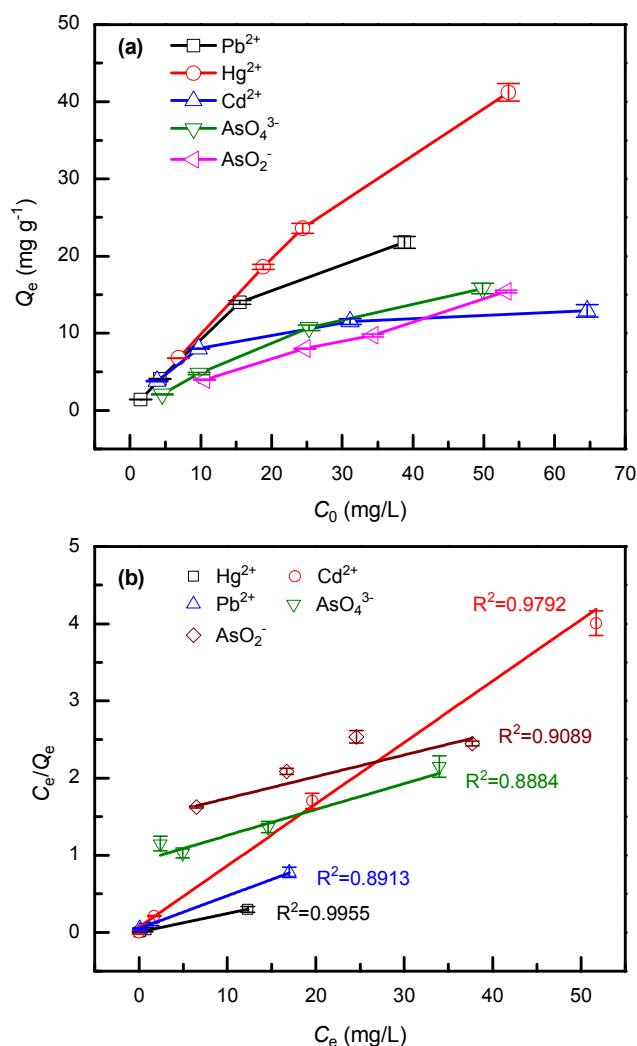 (a)
Pb²⁺
Hg²⁺
Cd²⁺
AsO₄³⁻
AsO₂⁻
50
40
30
20
10
0
Qₑ (mg g⁻¹)
0 10 20 30 40 50 60 70
C₀ (mg/L)
(b)
Hg²⁺ Cd²⁺
Pb²⁺ AsO₄³⁻
AsO₂⁻
R²=0.9792
R²=0.9089
R²=0.8884
R²=0.8913
R²=0.9955
5
4
3
2
1
0
Cₑ/Qₑ
0 10 20 30 40 50
Cₑ (mg/L)